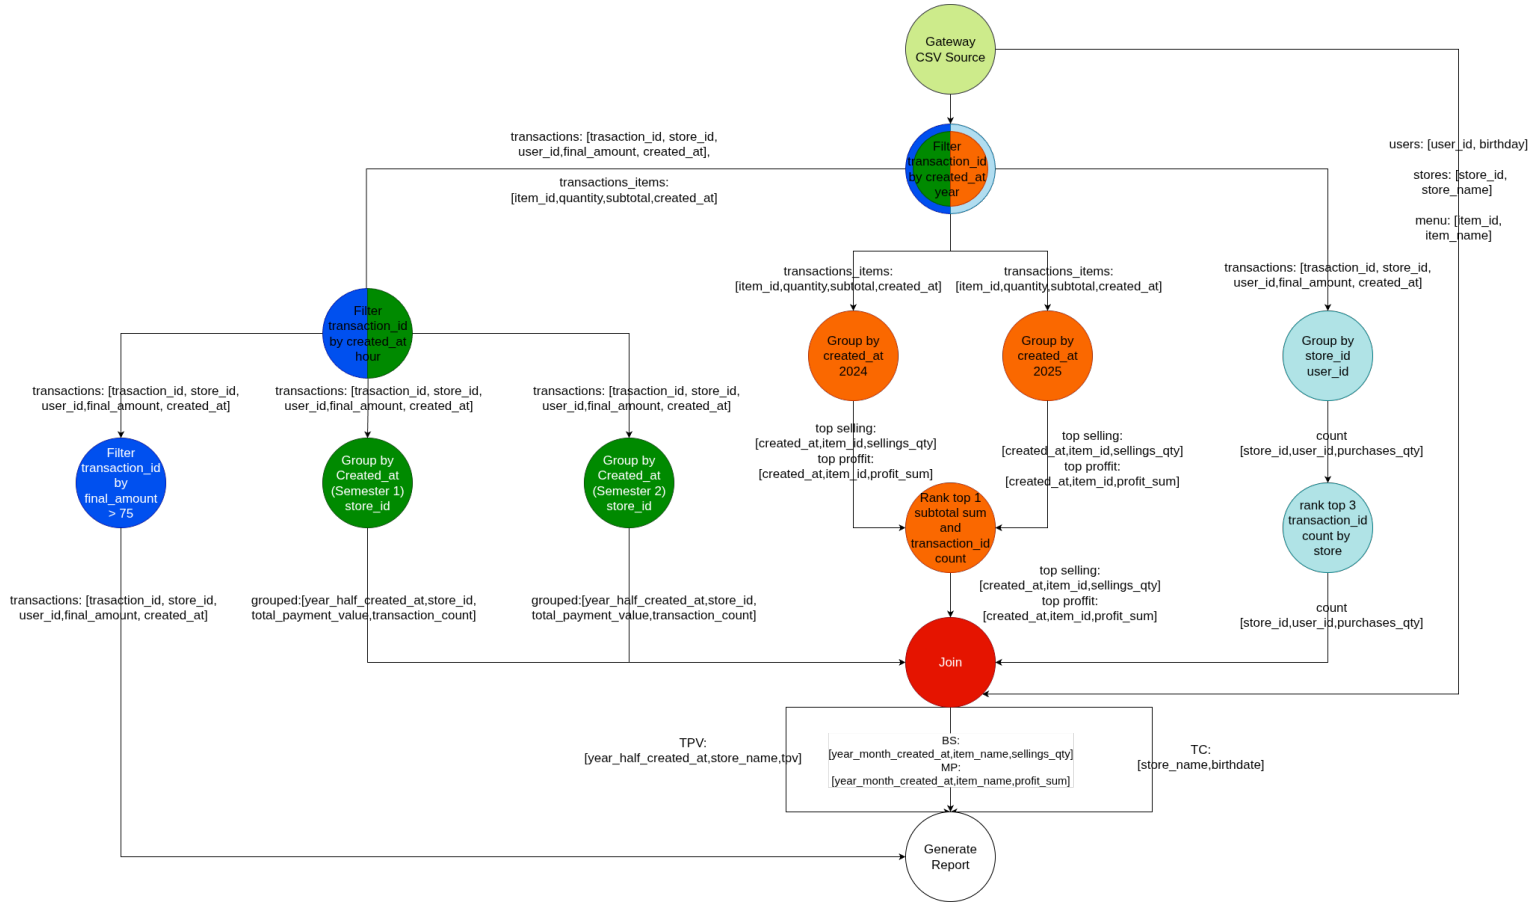 Gateway
CSV Source
transactions: [trasaction_id, store_id,
user_id,final_amount, created_at],
transactions_items:
[item_id,quantity,subtotal,created_at]
Filter
transaction_id
by created_at
year
users: [user_id, birthday]
stores: [store_id,
store_name]
menu: [item_id,
item_name]
transactions_items:
[item_id,quantity,subtotal,created_at]
transactions_items:
[item_id,quantity,subtotal,created_at]
transactions: [trasaction_id, store_id,
user_id,final_amount, created_at]
Filter
transaction_id
by created_at
hour
Group by
created_at
2024
Group by
created_at
2025
Group by
store_id
user_id
transactions: [trasaction_id, store_id,
user_id,final_amount, created_at]
transactions: [trasaction_id, store_id,
user_id,final_amount, created_at]
transactions: [trasaction_id, store_id,
user_id,final_amount, created_at]
top selling:
[created_at,item_id,sellings_qty]
top proffit:
[created_at,item_id,profit_sum]
top selling:
[created_at,item_id,sellings_qty]
top proffit:
[created_at,item_id,profit_sum]
count
[store_id,user_id,purchases_qty]
Filter
transaction_id
by
final_amount
> 75
Group by
Created_at
(Semester 1)
store_id
Group by
Created_at
(Semester 2)
store_id
Rank top 1
subtotal sum
and
transaction_id
count
rank top 3
transaction_id
count by
store
transactions: [trasaction_id, store_id,
user_id,final_amount, created_at]
grouped:[year_half_created_at,store_id,
total_payment_value,transaction_count]
grouped:[year_half_created_at,store_id,
total_payment_value,transaction_count]
top selling:
[created_at,item_id,sellings_qty]
top proffit:
[created_at,item_id,profit_sum]
count
[store_id,user_id,purchases_qty]
Join
TPV:
[year_half_created_at,store_name,tpv]
BS:
[year_month_created_at,item_name,sellings_qty]
MP:
[year_month_created_at,item_name,profit_sum]
TC:
[store_name,birthdate]
Generate
Report